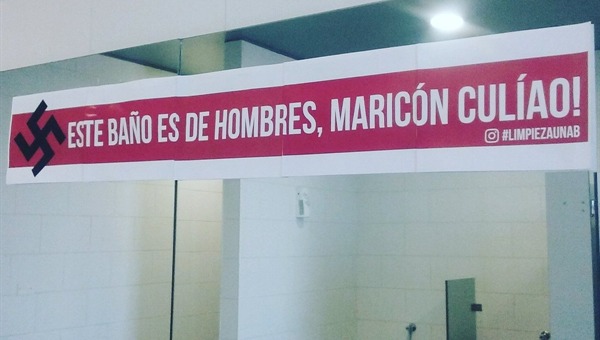 ESTE BAÑO ES DE HOMBRES, MARICÓN CULÍAO!
#LIMPIEZAUNAB